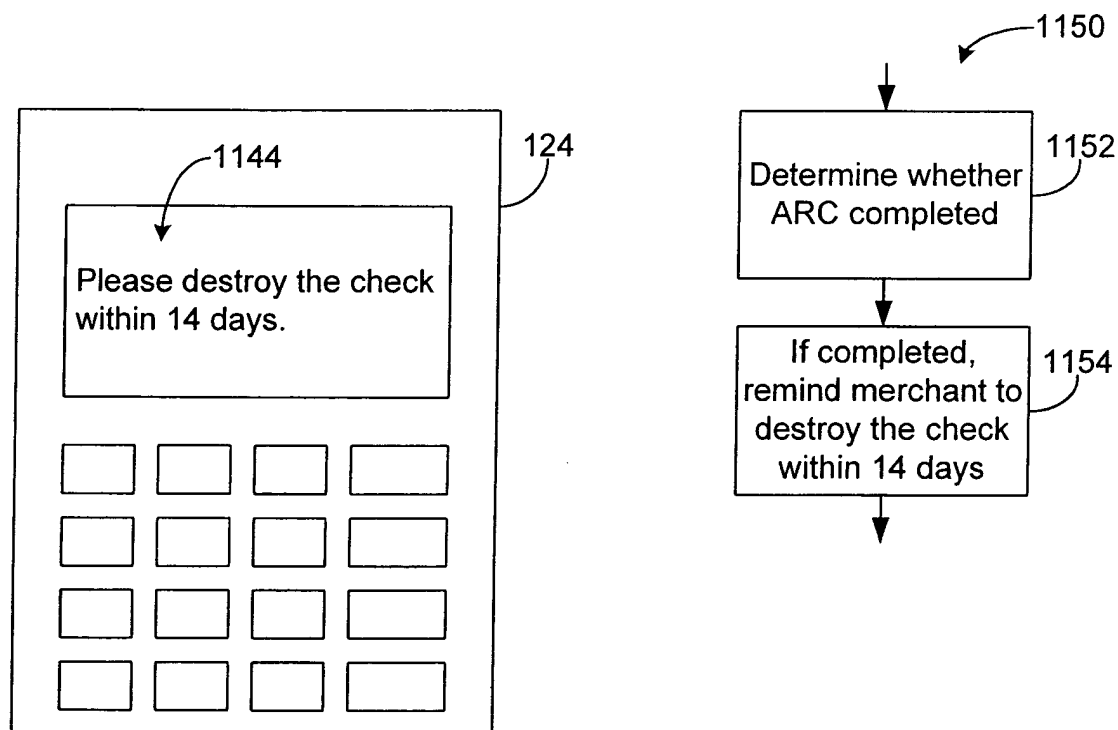 1150
124
1144
Please destroy the check
within 14 days.
1152
Determine whether
ARC completed
1154
If completed,
remind merchant to
destroy the check
within 14 days